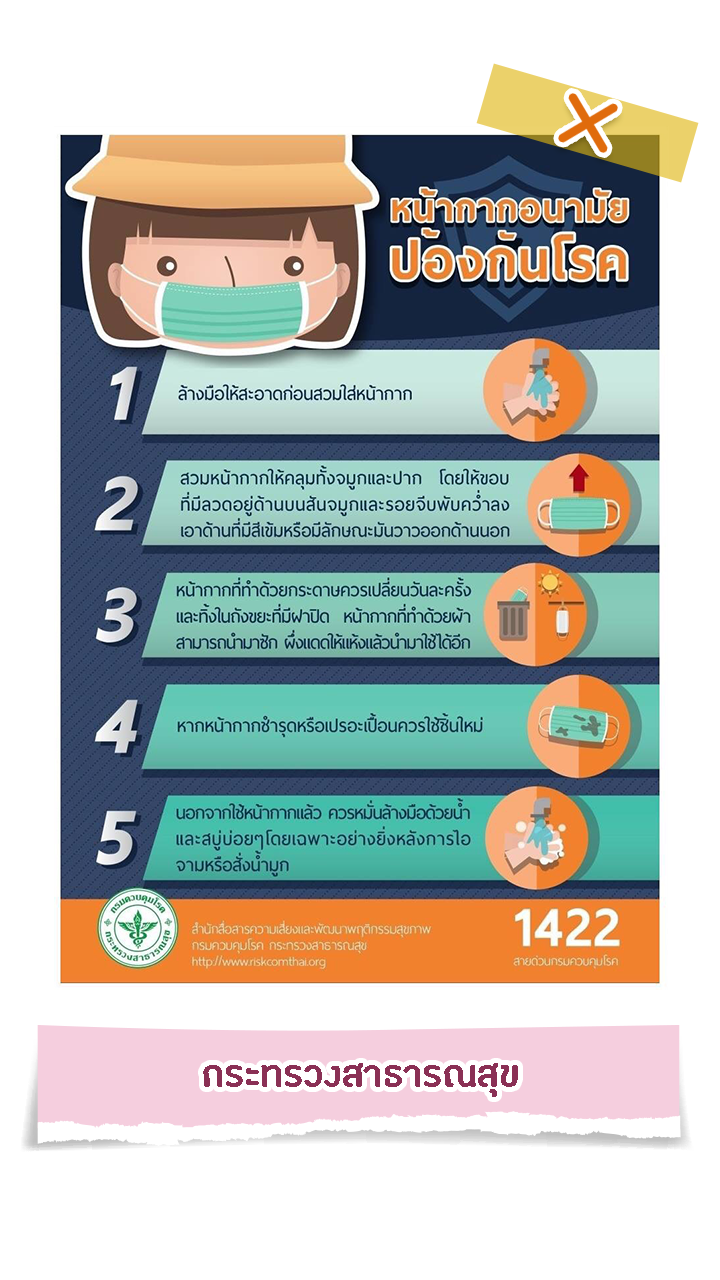 หน้ากากอนามัย
ป้องกันโรค
1
ล้างมือให้สะอาดก่อนสวมใส่หน้ากาก
2
สวมหน้ากากให้คลุมทั้งจมูกและปาก โดยให้ขอบ
ที่มีลวดอยู่ด้านบนสันจมูกและรอยจีบพับคว่ำลง
เอาด้านที่มีสีเข้มหรือมีลักษณะมันวาวออกด้านนอก
3
หน้ากากที่ทำด้วยกระดาษควรเปลี่ยนวันละครั้ง
และทิ้งในถังขยะที่มีฝาปิด หน้ากากที่ทำด้วยผ้า
สามารถนำมาซัก ผึ่งแดดให้แห้งแล้วนำมาใช้ได้อีก
4
หากหน้ากากชำรุดหรือเปรอะเปื้อนควรใช้ชิ้นใหม่
5
นอกจากใช้หน้ากากแล้ว ควรหมั่นล้างมือด้วยน้ำ
และสบู่บ่อยๆโดยเฉพาะอย่างยิ่งหลังการไอ
จามหรือสั่งน้ำมูก
กรมควบคุมโรค
กระทรวงสาธารณสุข
สำนักสื่อสารความเสี่ยงและพัฒนาพฤติกรรมสุขภาพ
กรมควบคุมโรค กระทรวงสาธารณสุข
http://www.riskcomthai.org
1422
สายด่วนกรมควบคุมโรค
กระทรวงสาธารณสุข